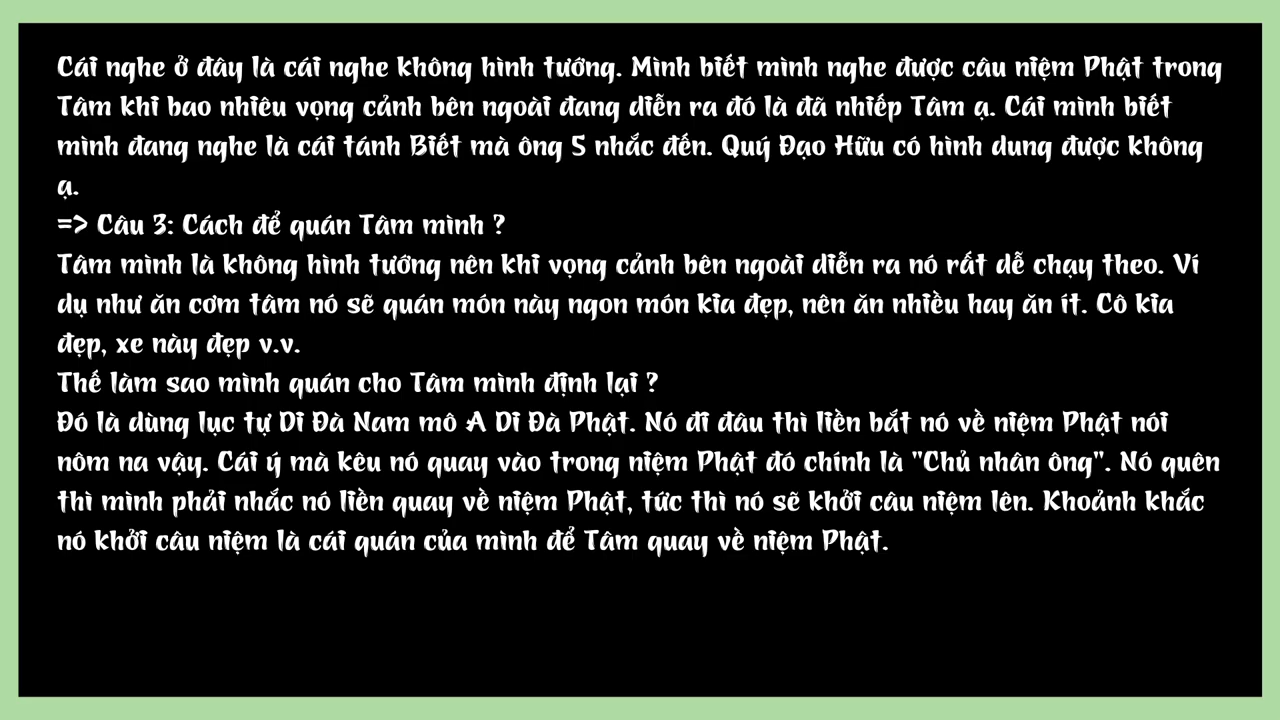 Cái nghe ở đây là cái nghe không hình tướng. Mình biết mình nghe được câu niệm Phật trong
Tâm khi bao nhiêu vọng cảnh bên ngoài đang diễn ra đó là đã nhiếp Tâm ạ. Cái mình biết
mình đang nghe là cái tánh Biết mà ông 5 nhắc đến. Quý Đạo Hữu có hình dung được không
ạ.
=> Câu 3: Cách để quán Tâm mình ?
Tâm mình là không hình tướng nên khi vọng cảnh bên ngoài diễn ra nó rất dễ chạy theo. Ví
dụ như ăn cơm tâm nó sẽ quán món này ngon món kia đẹp, nên ăn nhiều hay ăn ít. Cô kia
đẹp, xe này đẹp v.v.
Thế làm sao mình quán cho Tâm mình định lại ?
Đó là dùng lục tự Di Đà Nam mô A Di Đà Phật. Nó đi đâu thì liền bắt nó về niệm Phật nói
nôm na vậy. Cái ý mà kêu nó quay vào trong niệm Phật đó chính là "Chủ nhân ông". Nó quên
thì mình phải nhắc nó liền quay về niệm Phật, tức thì nó sẽ khởi câu niệm lên. Khoảnh khắc
nó khởi câu niệm là cái quán của mình để Tâm quay về niệm Phật.